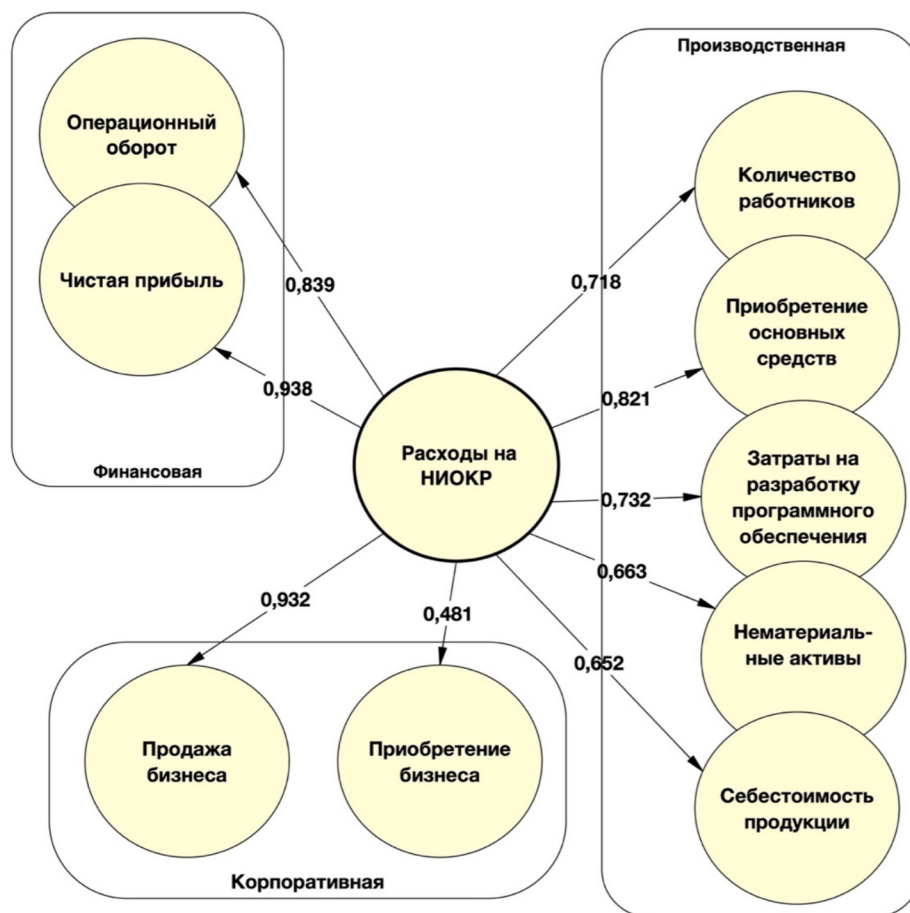 Операционный
оборот
Чистая прибыль
Финансовая
0,839
0,938
Расходы на
НИОКР
0,932
0,481
Продажа
бизнеса
Приобретение
бизнеса
Корпоративная
Производственная
0,718
0,821
0,732
0,663
0,652
Количество
работников
Приобретение
основных
средств
Затраты на
разработку
программного
обеспечения
Нематериаль-
ные активы
Себестоимость
продукции